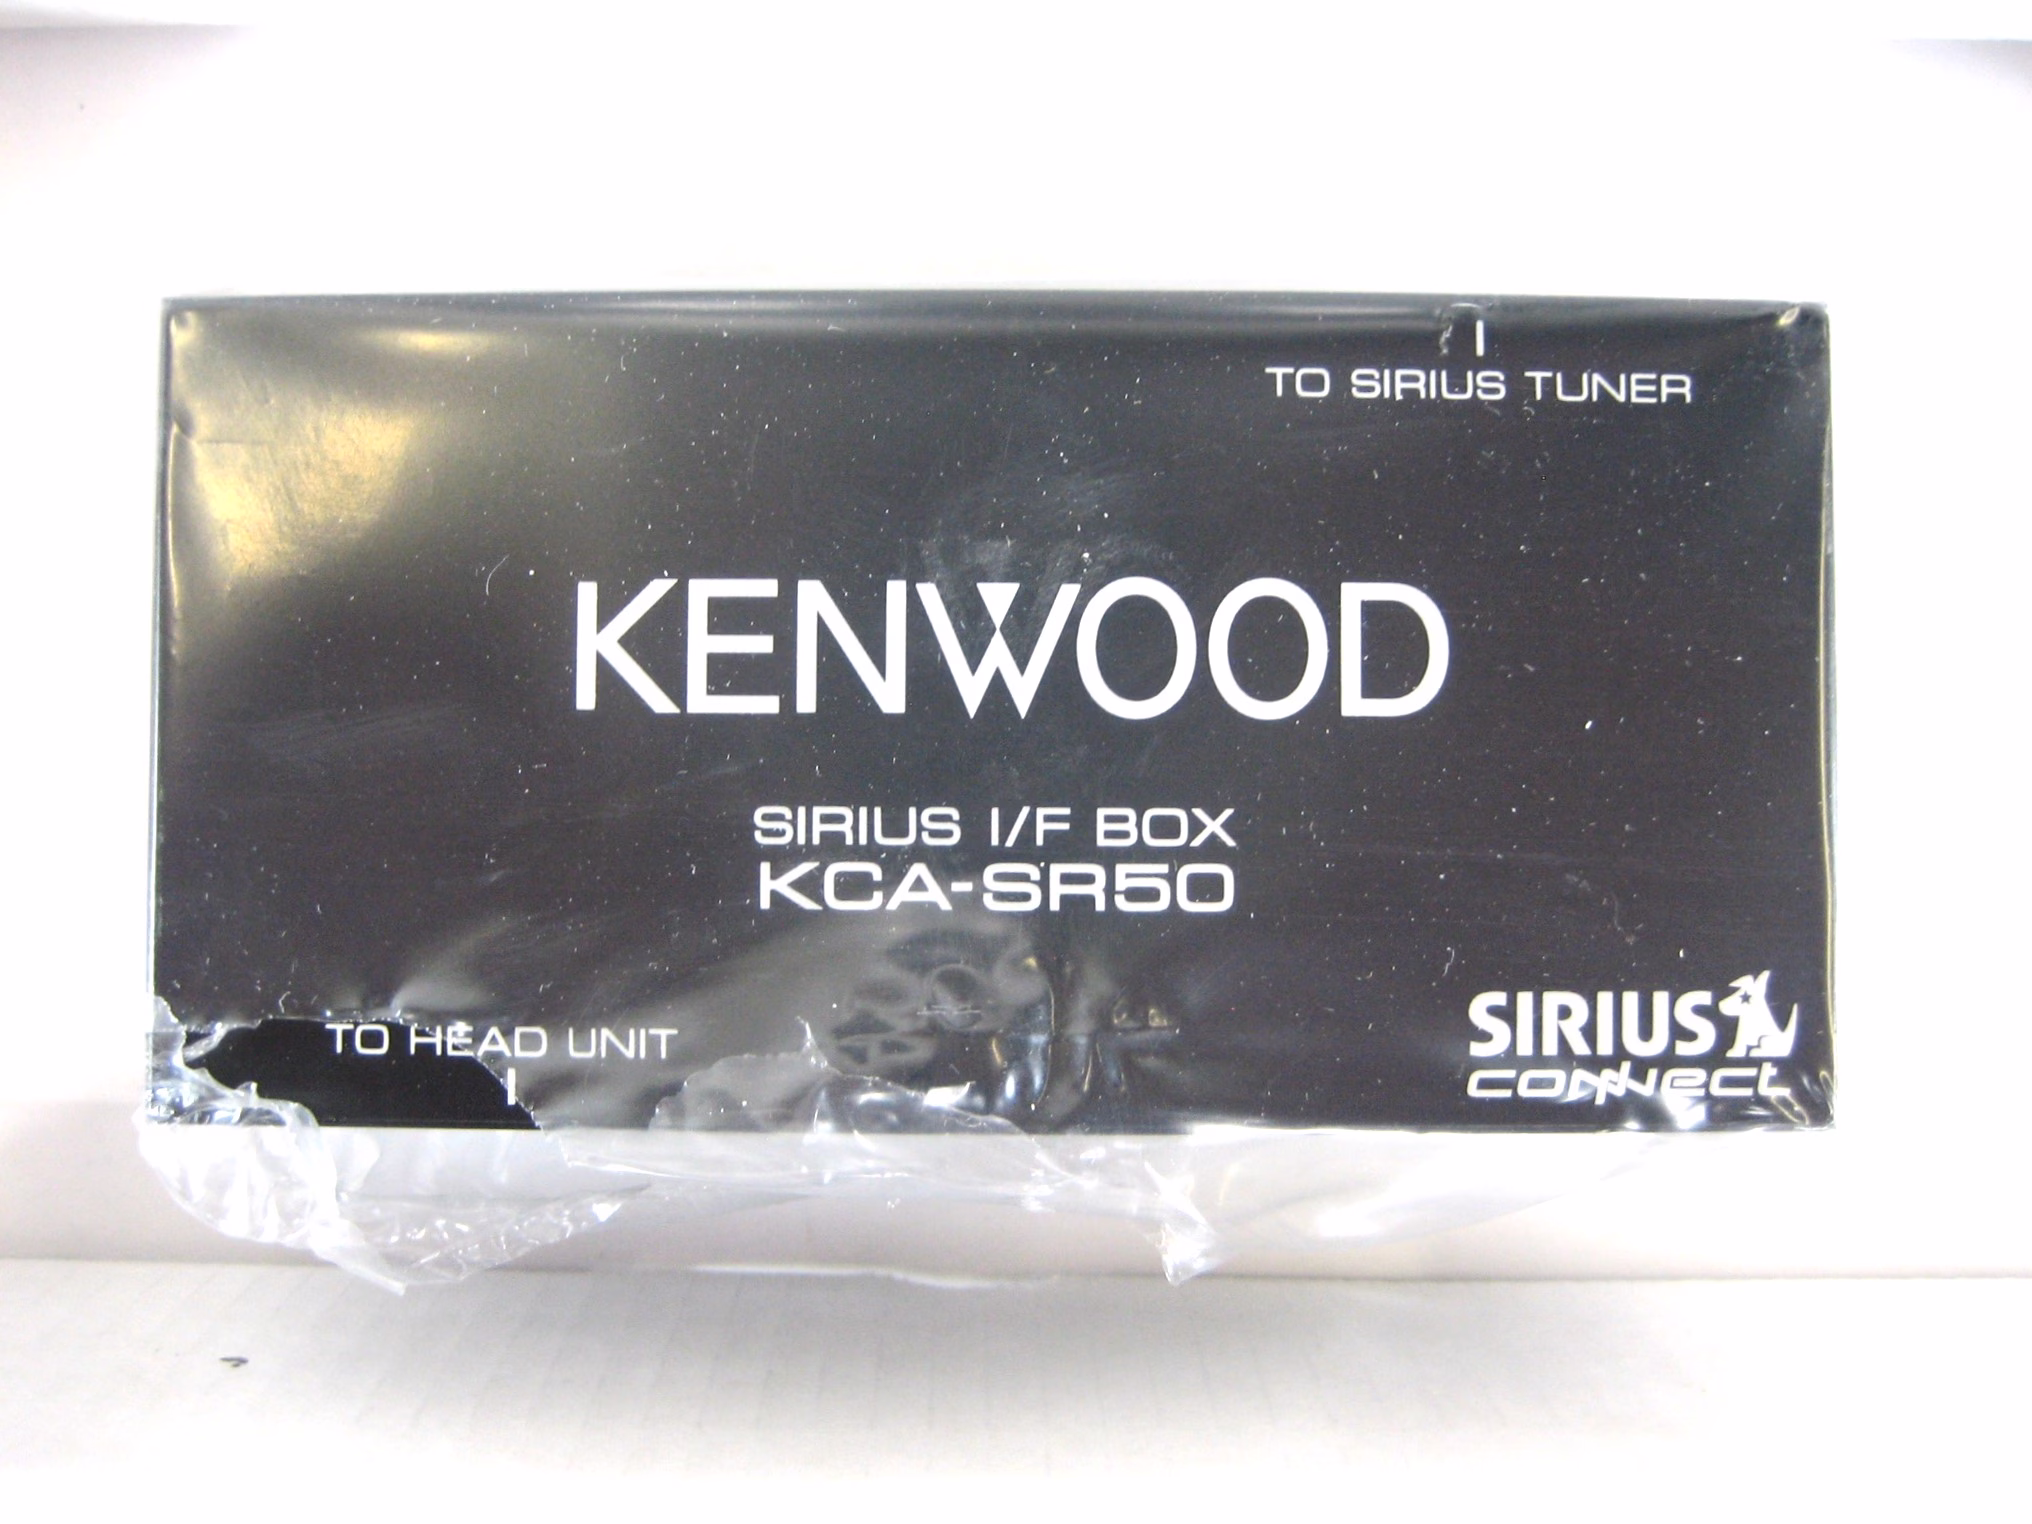 TO SIRIUS TUNER
KENWOOD
SIRIUS I/F BOX
KCA-SR50
TO HEAD UNIT
SIRIUS
connect